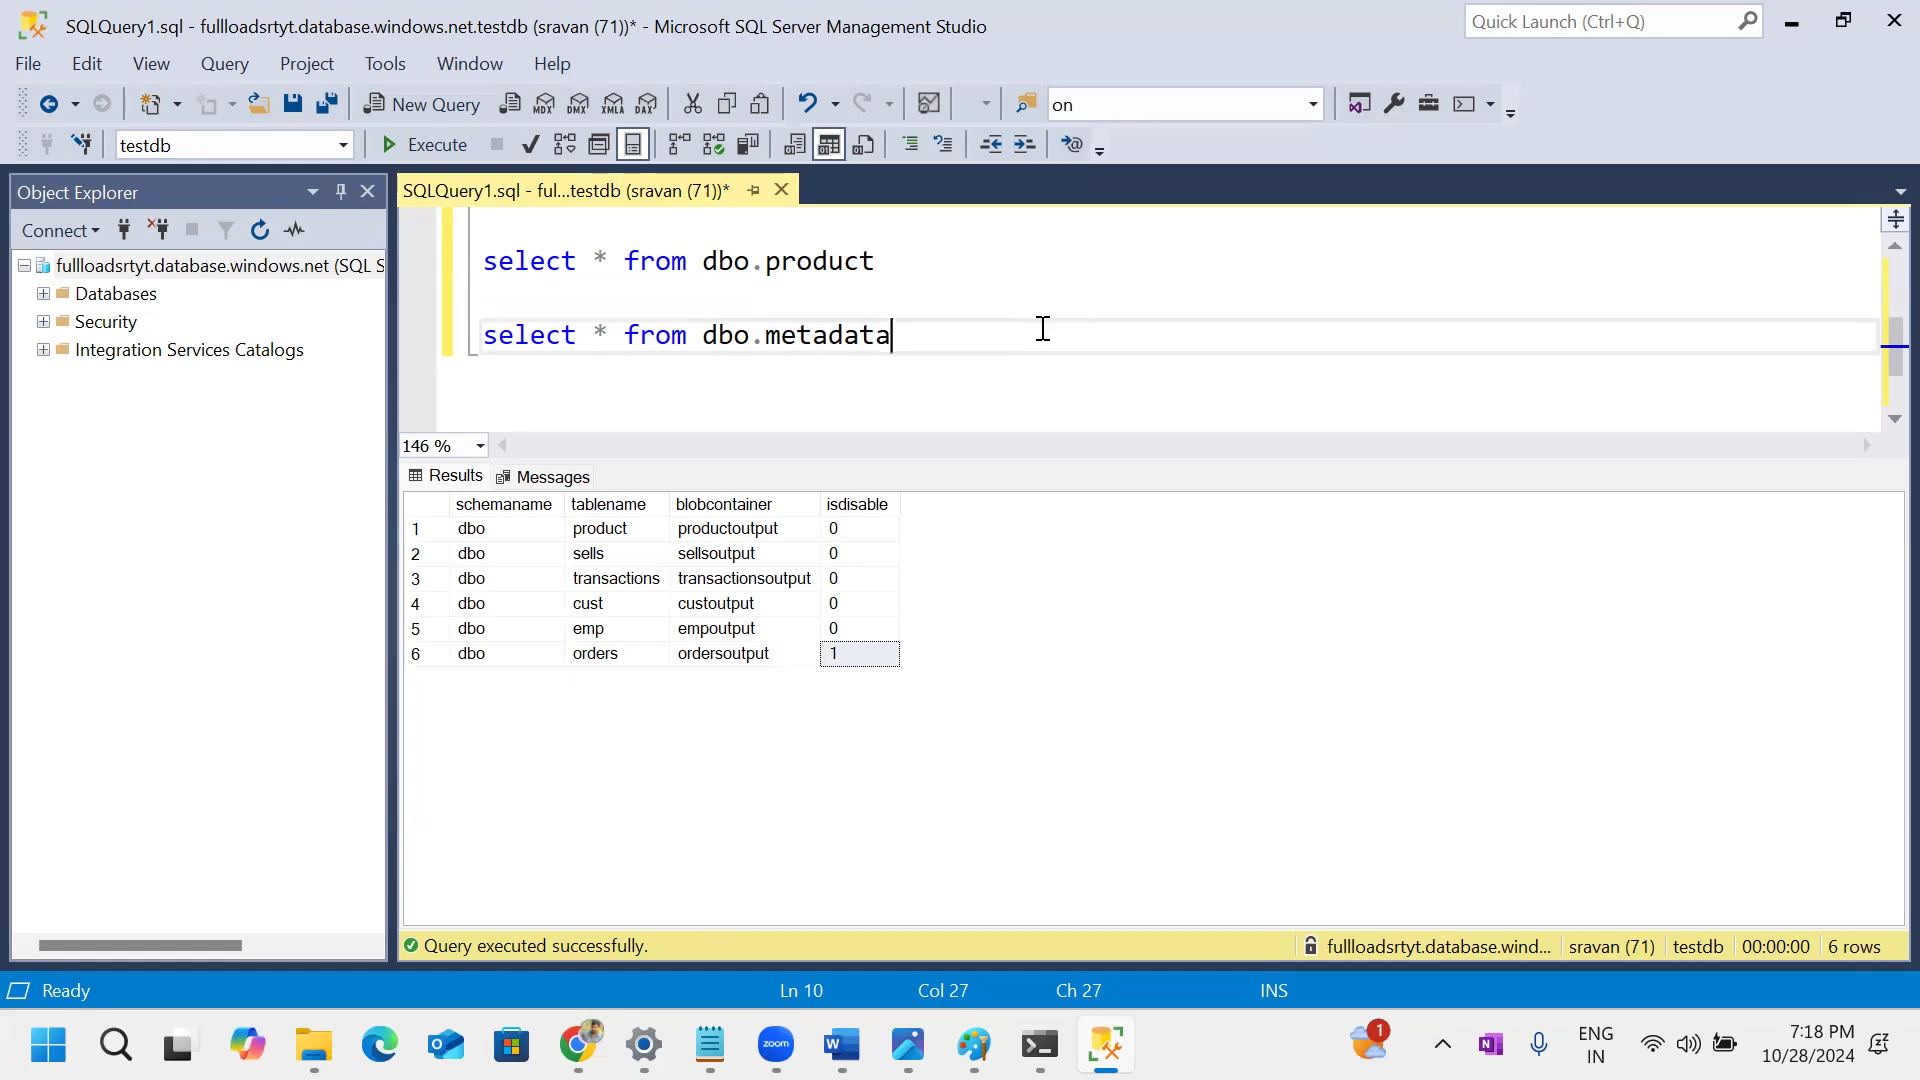 SQLQuery1.sql - fullloadsrtyt.database.windows.net.testdb (sravan (71))* - Microsoft SQL Server Management Studio
Quick Launch (Ctrl+Q)
File Edit View Query Project Tools Window Help
New Query MDX DMX XMLA DAX on
testdb Execute
Object Explorer
SQLQuery1.sql - ful...testdb (sravan (71))*
Connect
fullloadsrtyt.database.windows.net (SQL S
Databases
Security
Integration Services Catalogs
select * from dbo.product
select * from dbo.metadata
146 %
Results Messages
schemaname tablename blobcontainer isdisable
1 dbo product productoutput 0
2 dbo sells sellsoutput 0
3 dbo transactions transactionsoutput 0
4 dbo cust custoutput 0
5 dbo emp empoutput 0
6 dbo orders ordersoutput 1
Query executed successfully. fullloadsrtyt.database.wind... sravan (71) testdb 00:00:00 6 rows
Ready Ln 10 Col 27 Ch 27 INS
zoom W 1 N ENG
IN
7:18 PM
10/28/2024